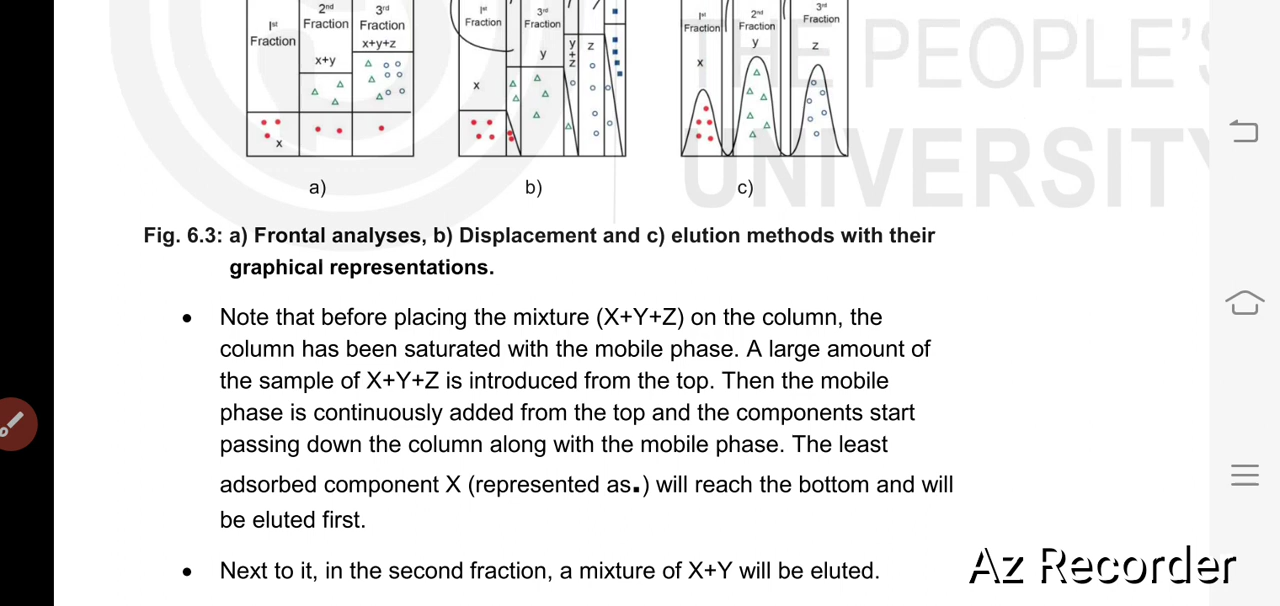 1st
Fraction
x
2nd
Fraction
x+y
3rd
Fraction
x+y+z
x
1st
Fraction
x
3rd
Fraction
y
y+z
z
1st
Fraction
x
2nd
Fraction
y
3rd
Fraction
z
a)
b)
c)
THE PEOPLE'S
UNIVERSITY
Fig. 6.3: a) Frontal analyses, b) Displacement and c) elution methods with their
graphical representations.
• Note that before placing the mixture (X+Y+Z) on the column, the
column has been saturated with the mobile phase. A large amount of
the sample of X+Y+Z is introduced from the top. Then the mobile
phase is continuously added from the top and the components start
passing down the column along with the mobile phase. The least
adsorbed component X (represented as.) will reach the bottom and will
be eluted first.
• Next to it, in the second fraction, a mixture of X+Y will be eluted.
Az Recorder